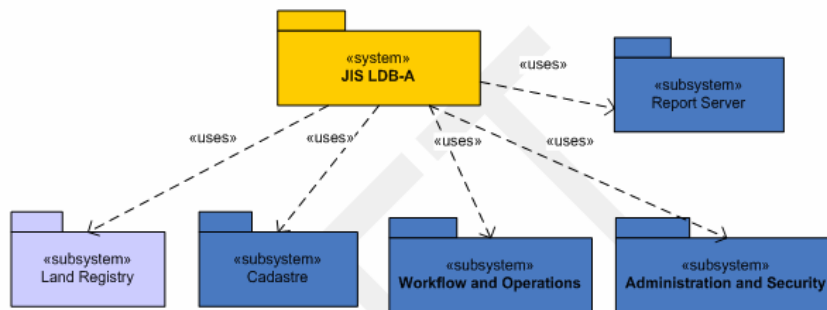 «system»
JIS LDB-A
«uses»
«subsystem»
Report Server
«uses»
«uses»
«uses»
«uses»
«subsystem»
Land Registry
«subsystem»
Cadastre
«subsystem»
Workflow and Operations
«subsystem»
Administration and Security